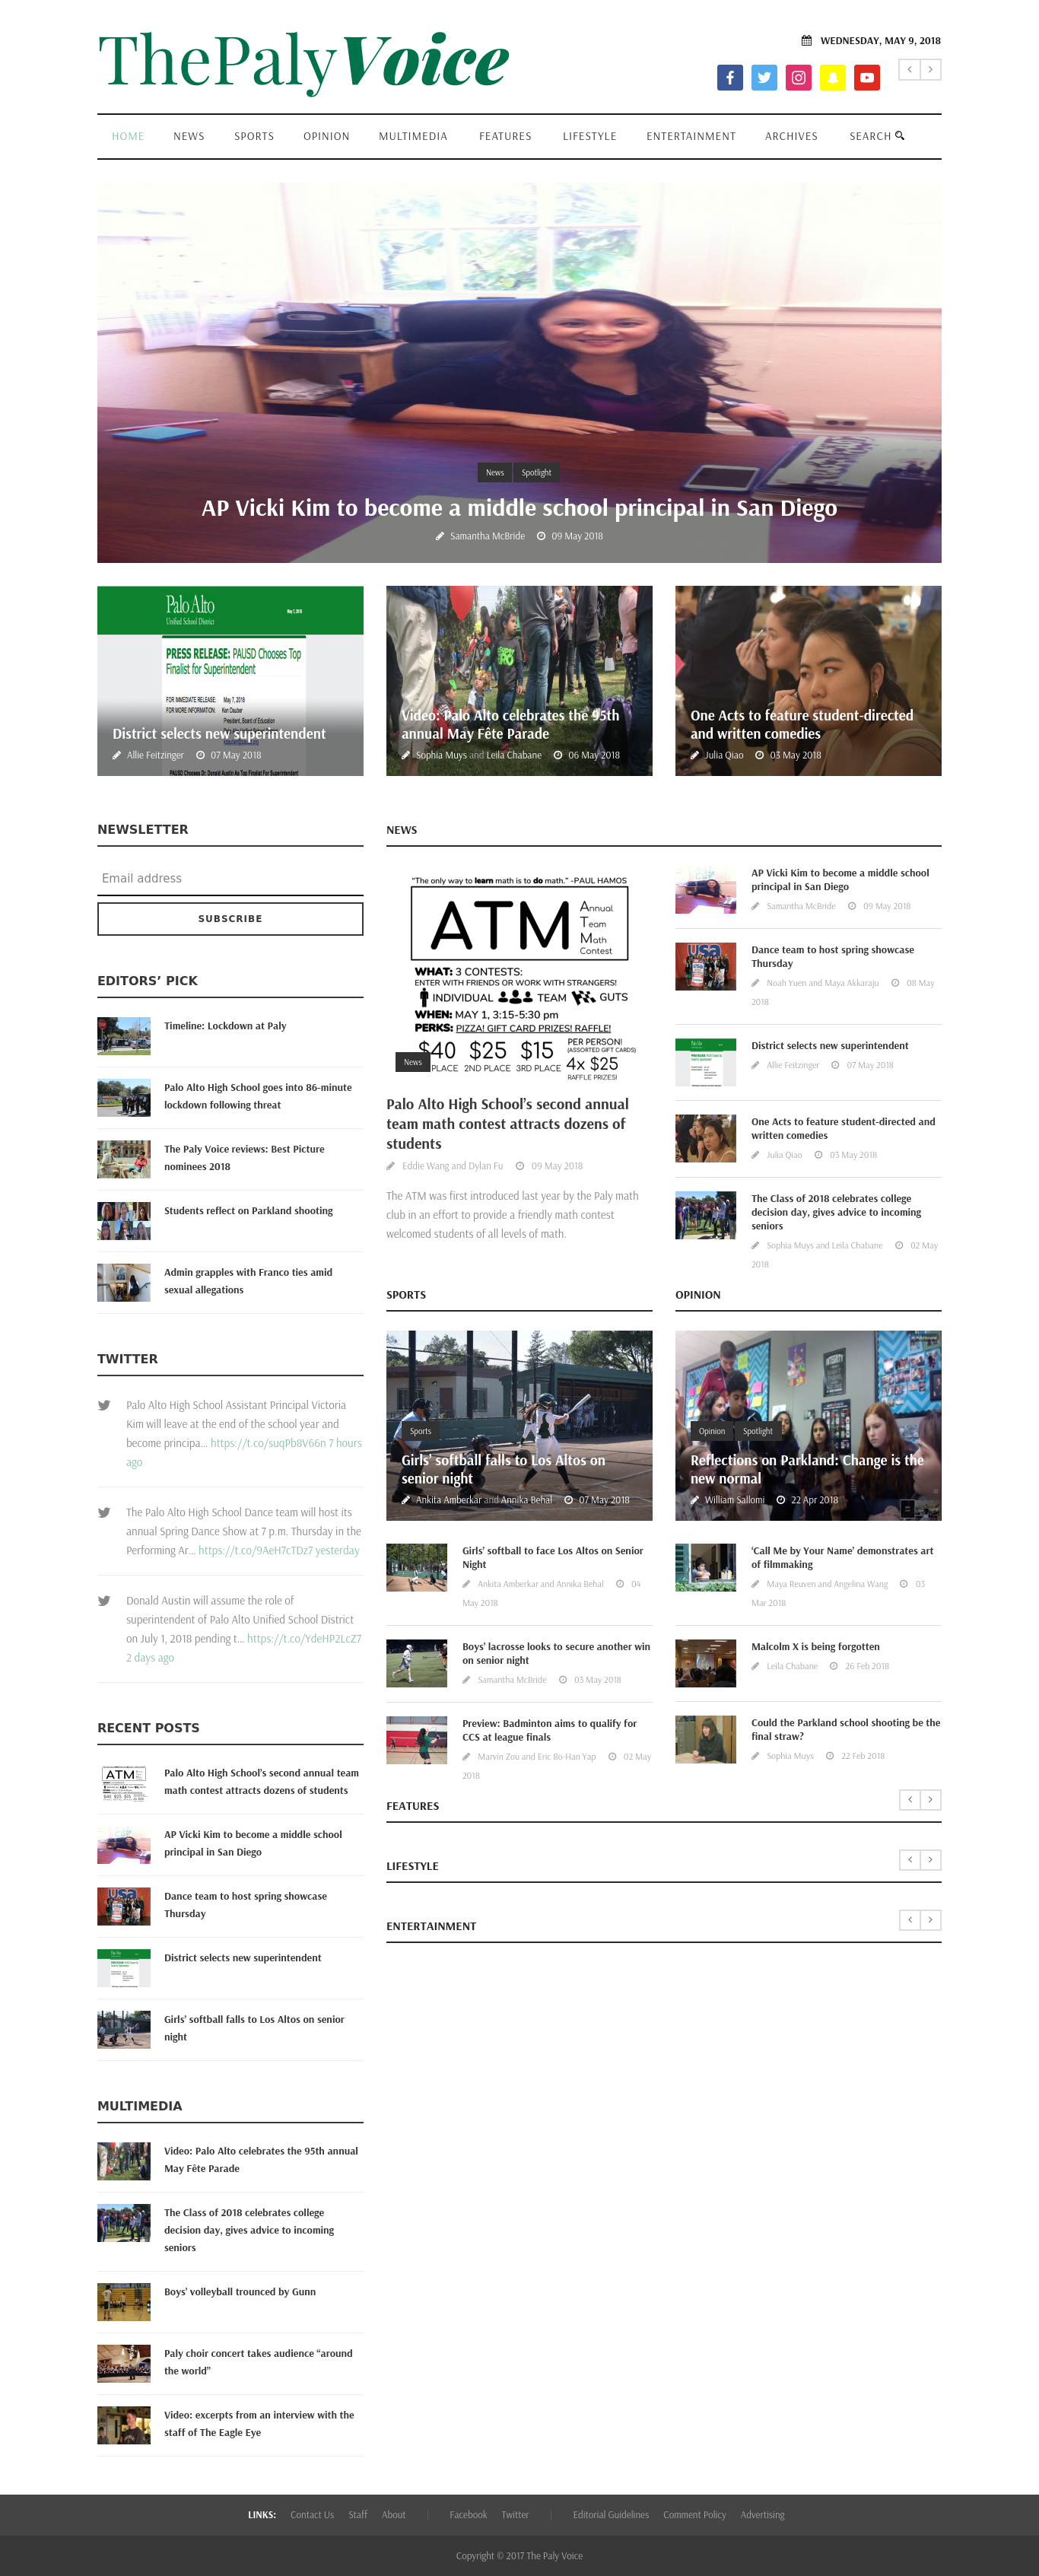 ThePalyVoice
WEDNESDAY, MAY 9, 2018
HOME NEWS SPORTS OPINION MULTIMEDIA FEATURES LIFESTYLE ENTERTAINMENT ARCHIVES SEARCH
News Spotlight
AP Vicki Kim to become a middle school principal in San Diego
Samantha McBride 09 May 2018
Palo Alto
Unified School District
May 7, 2018
PRESS RELEASE: PAUSD Chooses Top
Finalist for Superintendent
FOR IMMEDIATE RELEASE: May 7, 2018
FOR MORE INFORMATION: Ken Dauber
President, Board of Education
District selects new superintendent
Allie Feitzinger 07 May 2018
PAUSD Chooses Dr. Donald Austin As Top Finalist For Superintendent
Video: Palo Alto celebrates the 95th
annual May Fête Parade
Sophia Muys and Leila Chabane 06 May 2018
One Acts to feature student-directed
and written comedies
Julia Qiao 03 May 2018
NEWSLETTER
Email address
SUBSCRIBE
EDITORS’ PICK
Timeline: Lockdown at Paly
Palo Alto High School goes into 86-minute
lockdown following threat
The Paly Voice reviews: Best Picture
nominees 2018
Students reflect on Parkland shooting
Admin grapples with Franco ties amid
sexual allegations
TWITTER
Palo Alto High School Assistant Principal Victoria
Kim will leave at the end of the school year and
become principa... https://t.co/suqPb8V66n 7 hours
ago
The Palo Alto High School Dance team will host its
annual Spring Dance Show at 7 p.m. Thursday in the
Performing Ar... https://t.co/9AeH7cTDz7 yesterday
Donald Austin will assume the role of
superintendent of Palo Alto Unified School District
on July 1, 2018 pending t... https://t.co/YdeHP2LcZ7
2 days ago
RECENT POSTS
Palo Alto High School’s second annual team
math contest attracts dozens of students
AP Vicki Kim to become a middle school
principal in San Diego
Dance team to host spring showcase
Thursday
District selects new superintendent
Girls’ softball falls to Los Altos on senior
night
MULTIMEDIA
Video: Palo Alto celebrates the 95th annual
May Fête Parade
The Class of 2018 celebrates college
decision day, gives advice to incoming
seniors
Boys’ volleyball trounced by Gunn
Paly choir concert takes audience “around
the world”
Video: excerpts from an interview with the
staff of The Eagle Eye
NEWS
“The only way to learn math is to do math.” -PAUL HAMOS
ATM Annual
Team
Math
Contest
WHAT: 3 CONTESTS:
ENTER WITH FRIENDS OR WORK WITH STRANGERS!
INDIVIDUAL TEAM GUTS
WHEN: MAY 1, 3:15-5:30 pm
PERKS: PIZZA! GIFT CARD PRIZES! RAFFLE!
PER PERSON!
$40 $25 $15 (3 CARDS/STUDENTS)
PLACE 2ND PLACE 3RD PLACE 4x $25
RAFFLE PRIZES!
News
Palo Alto High School’s second annual
team math contest attracts dozens of
students
Eddie Wang and Dylan Fu 09 May 2018
The ATM was first introduced last year by the Paly math
club in an effort to provide a friendly math contest
welcomed students of all levels of math.
AP Vicki Kim to become a middle school
principal in San Diego
Samantha McBride 09 May 2018
USA
Dance team to host spring showcase
Thursday
Noah Yuen and Maya Akkaraju 08 May
2018
District selects new superintendent
Allie Feitzinger 07 May 2018
One Acts to feature student-directed and
written comedies
Julia Qiao 03 May 2018
The Class of 2018 celebrates college
decision day, gives advice to incoming
seniors
Sophia Muys and Leila Chabane 02 May
2018
SPORTS
Sports
Girls’ softball falls to Los Altos on
senior night
Ankita Amberkar and Annika Behal 07 May 2018
Girls’ softball to face Los Altos on Senior
Night
Ankita Amberkar and Annika Behal 04
May 2018
Boys’ lacrosse looks to secure another win
on senior night
Samantha McBride 03 May 2018
Preview: Badminton aims to qualify for
CCS at league finals
Marvin Zou and Eric Bo-Han Yap 02 May
2018
OPINION
Opinion Spotlight
Reflections on Parkland: Change is the
new normal
William Sallomi 22 Apr 2018
‘Call Me by Your Name’ demonstrates art
of filmmaking
Maya Reuven and Angelina Wang 03
Mar 2018
Malcolm X is being forgotten
Leila Chabane 26 Feb 2018
Could the Parkland school shooting be the
final straw?
Sophia Muys 22 Feb 2018
FEATURES
LIFESTYLE
ENTERTAINMENT
LINKS: Contact Us Staff About | Facebook Twitter | Editorial Guidelines Comment Policy Advertising
Copyright © 2017 The Paly Voice